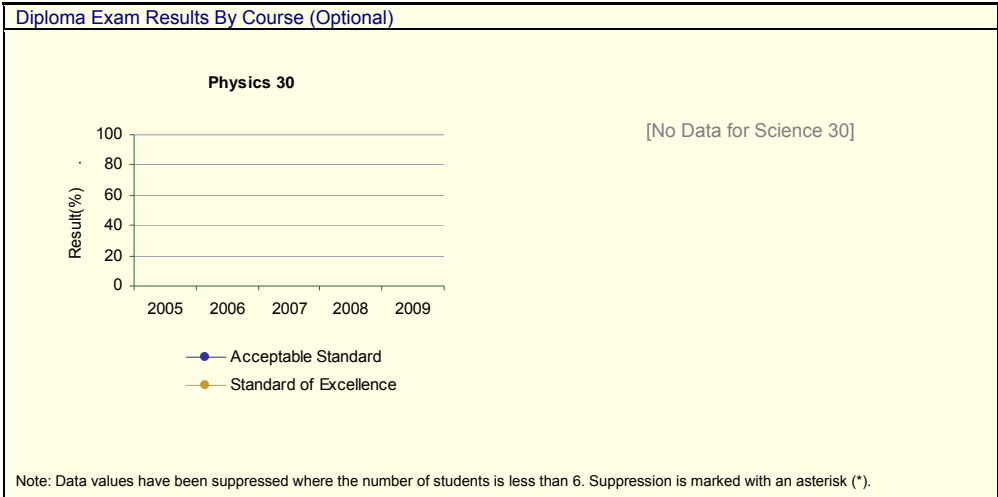 Diploma Exam Results By Course (Optional)
Physics 30
[No Data for Science 30]
Result(%) .
100
80
60
40
20
0
2005 2006 2007 2008 2009
Acceptable Standard
Standard of Excellence
Note: Data values have been suppressed where the number of students is less than 6. Suppression is marked with an asterisk (*).